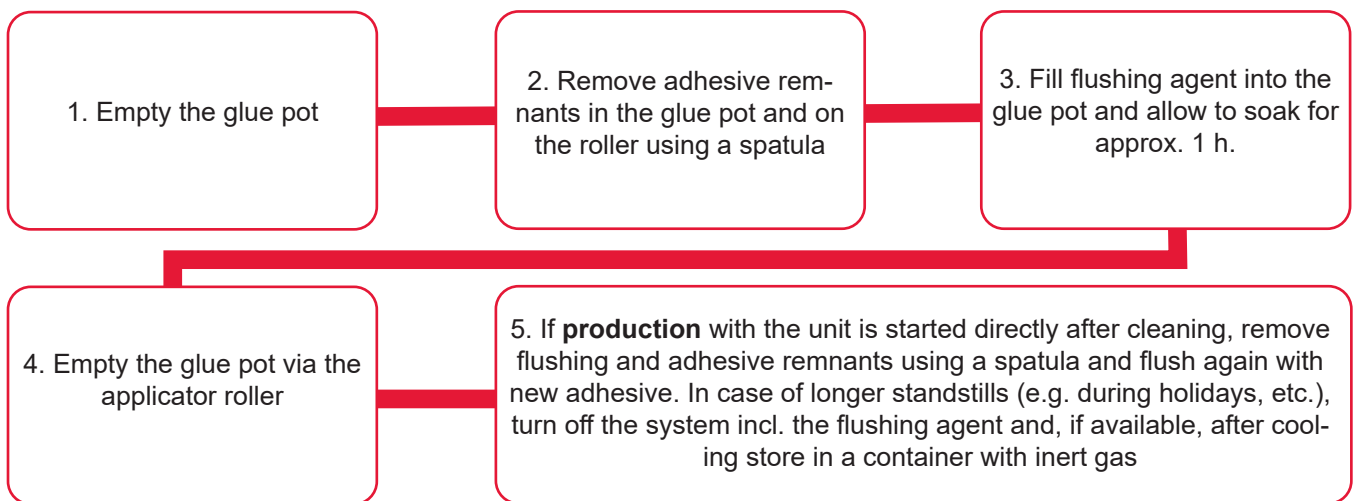 1. Empty the glue pot
2. Remove adhesive rem-
nants in the glue pot and on
the roller using a spatula
3. Fill flushing agent into the
glue pot and allow to soak for
approx. 1 h.
4. Empty the glue pot via the
applicator roller
5. If production with the unit is started directly after cleaning, remove
flushing and adhesive remnants using a spatula and flush again with
new adhesive. In case of longer standstills (e.g. during holidays, etc.),
turn off the system incl. the flushing agent and, if available, after cool-
ing store in a container with inert gas